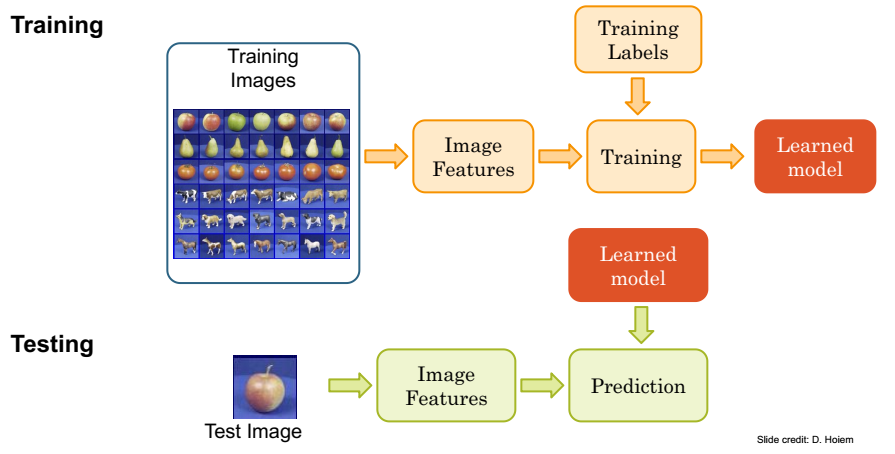 Training
Training
Images
Training
Labels
Image
Features
Training
Learned
model
Learned
model
Testing
Image
Features
Prediction
Test Image
Slide credit: D. Hoiem